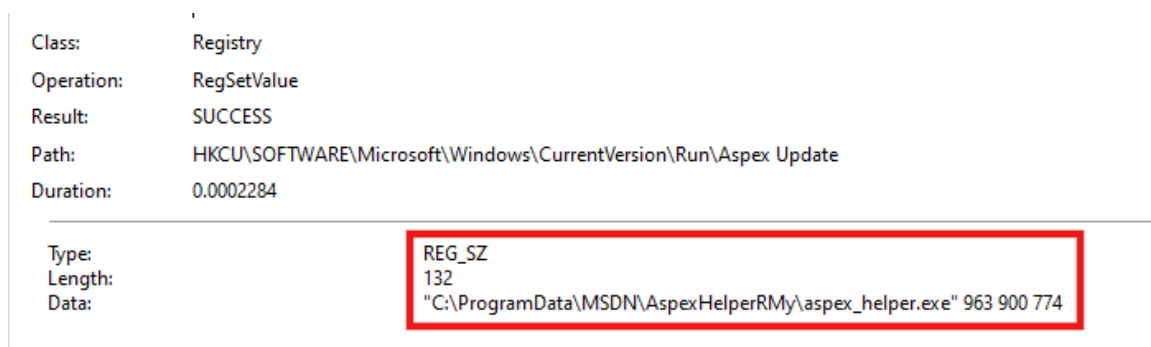 Class: Registry
Operation: RegSetValue
Result: SUCCESS
Path: HKCU\SOFTWARE\Microsoft\Windows\CurrentVersion\Run\Aspex Update
Duration: 0.0002284
Type: REG_SZ
Length: 132
Data: "C:\ProgramData\MSDN\AspexHelperRMy\aspex_helper.exe" 963 900 774